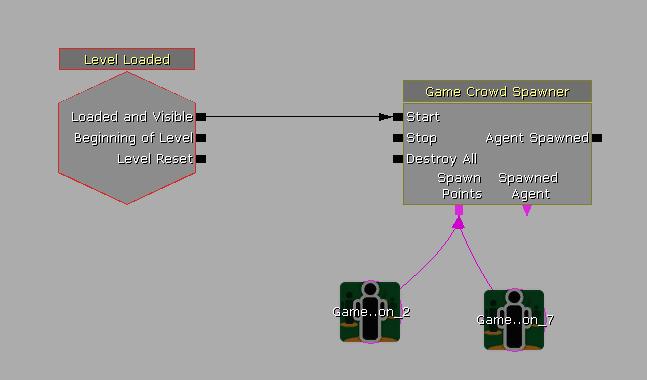 Level Loaded
Loaded and Visible
Beginning of Level
Level Reset
Game Crowd Spawner
Start
Stop
Agent Spawned
Destroy All
Spawn Points
Spawned Agent
Game..on_2
Game..on_7